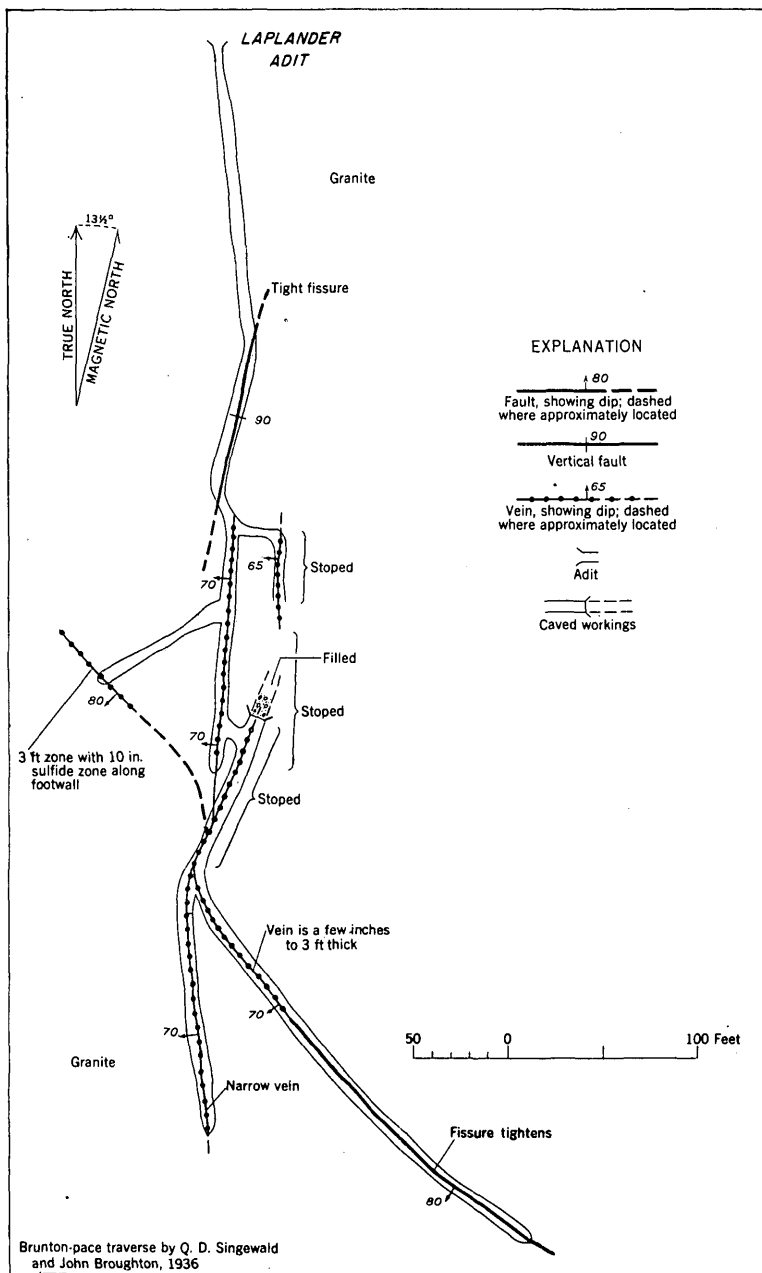 LAPLANDER
ADIT
Granite
13½°
TRUE NORTH
MAGNETIC NORTH
Tight fissure
90
EXPLANATION
80
Fault, showing dip; dashed
where approximately located
90
Vertical fault
65
Vein, showing dip; dashed
where approximately located
Adit
Caved workings
70
65
Stoped
Filled
80
Stoped
70
3 ft zone with 10 in.
sulfide zone along
footwall
Stoped
Vein is a few inches
to 3 ft thick
70
70
50 0 100 Feet
Granite
Narrow vein
Fissure tightens
80
Brunton-pace traverse by Q. D. Singewald
and John Broughton, 1936